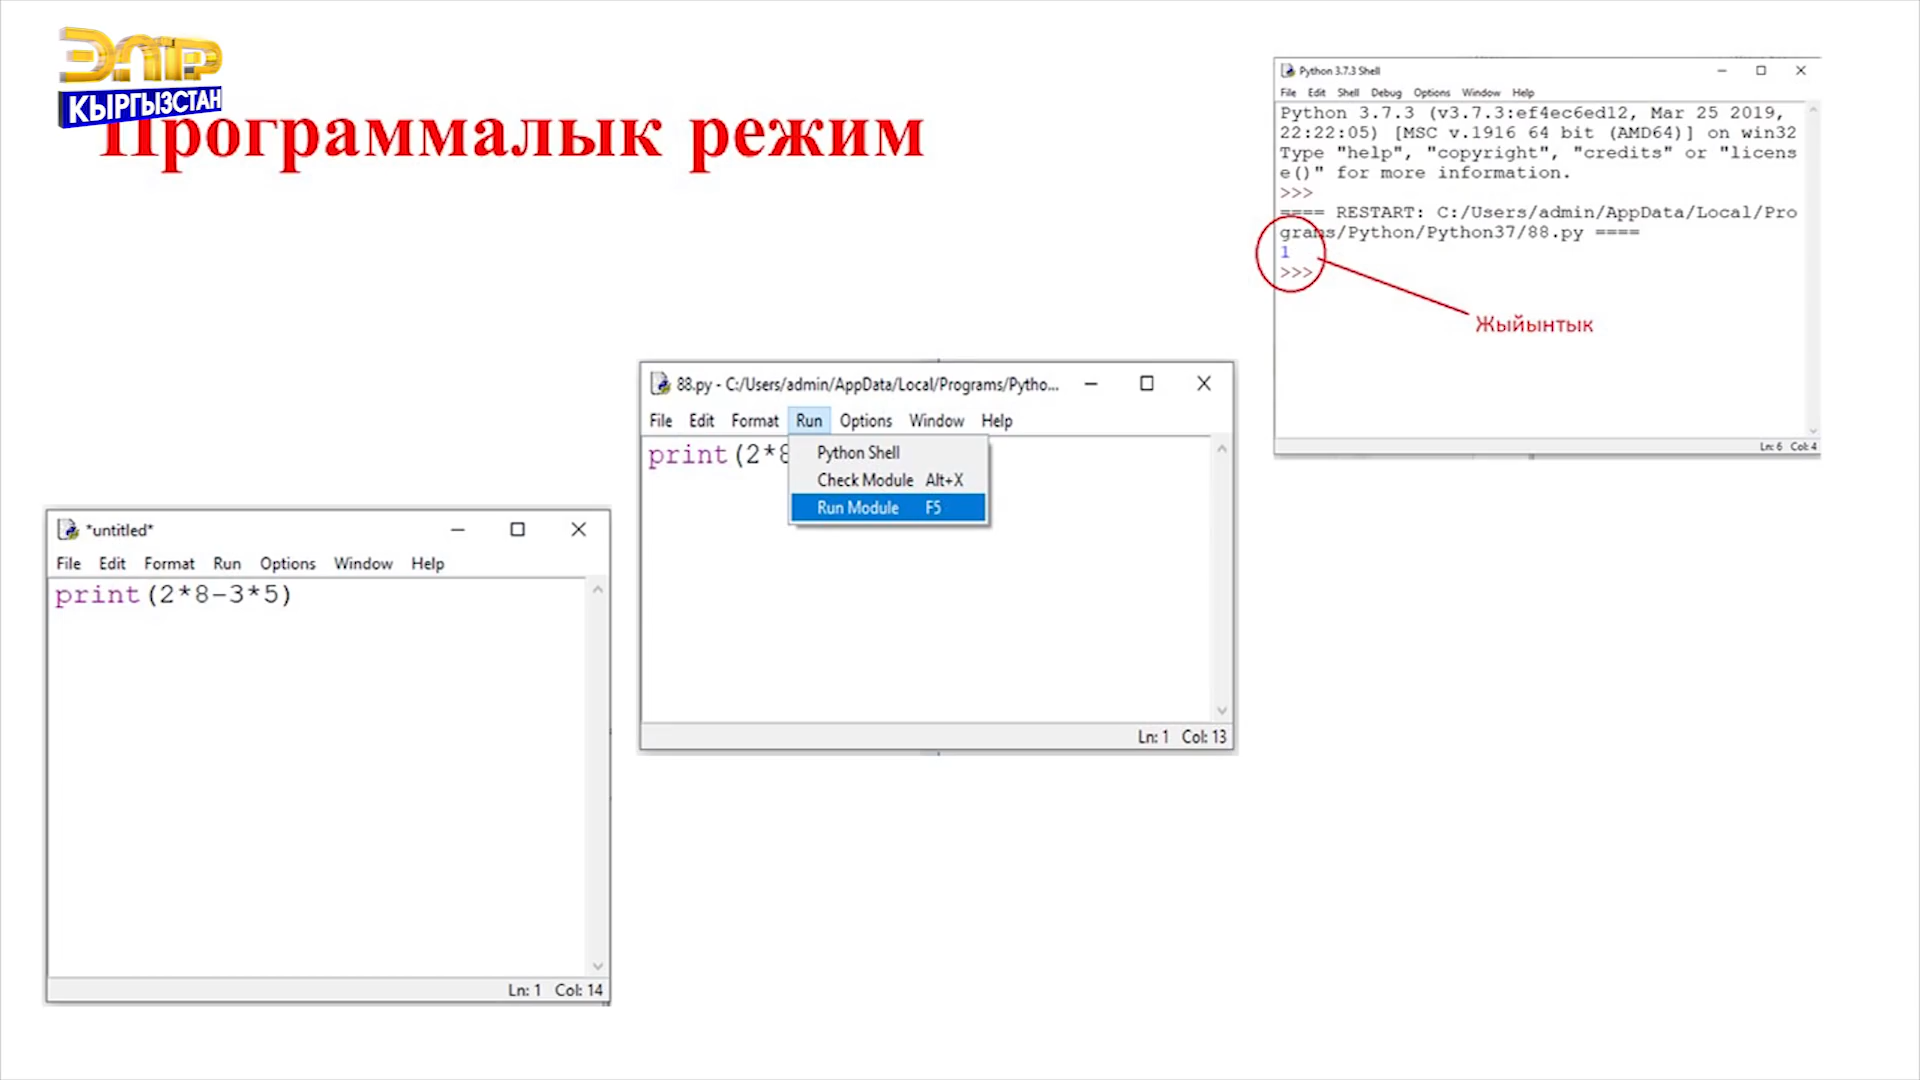 ЭЛТР
КЫРГЫЗСТАН
Программалык режим
Python 3.7.3 Shell
File Edit Shell Debug Options Window Help
Python 3.7.3 (v3.7.3:ef4ec6ed12, Mar 25 2019,
22:22:05) [MSC v.1916 64 bit (AMD64)] on win32
Type "help", "copyright", "credits" or "licens
e()" for more information.
>>>
==== RESTART: C:/Users/admin/AppData/Local/Pro
grams/Python/Python37/88.py ====
1
>>>
Жыйынтык
Ln: 6 Col: 4
88.py - C:/Users/admin/AppData/Local/Programs/Pytho...
File Edit Format Run Options Window Help
print(2*8
Python Shell
Check Module Alt+X
Run Module F5
Ln: 1 Col: 13
*untitled*
File Edit Format Run Options Window Help
print(2*8-3*5)
Ln: 1 Col: 14